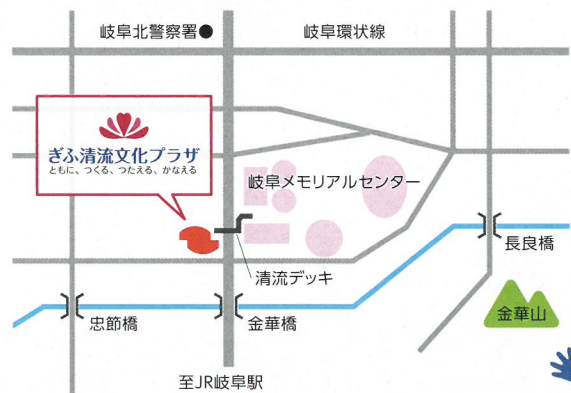 岐阜北警察署
岐阜環状線
ぎふ清流文化プラザ
ともに、つくる、つたえる、かなえる
岐阜メモリアルセンター
清流デッキ
長良橋
金華山
忠節橋
金華橋
至JR岐阜駅